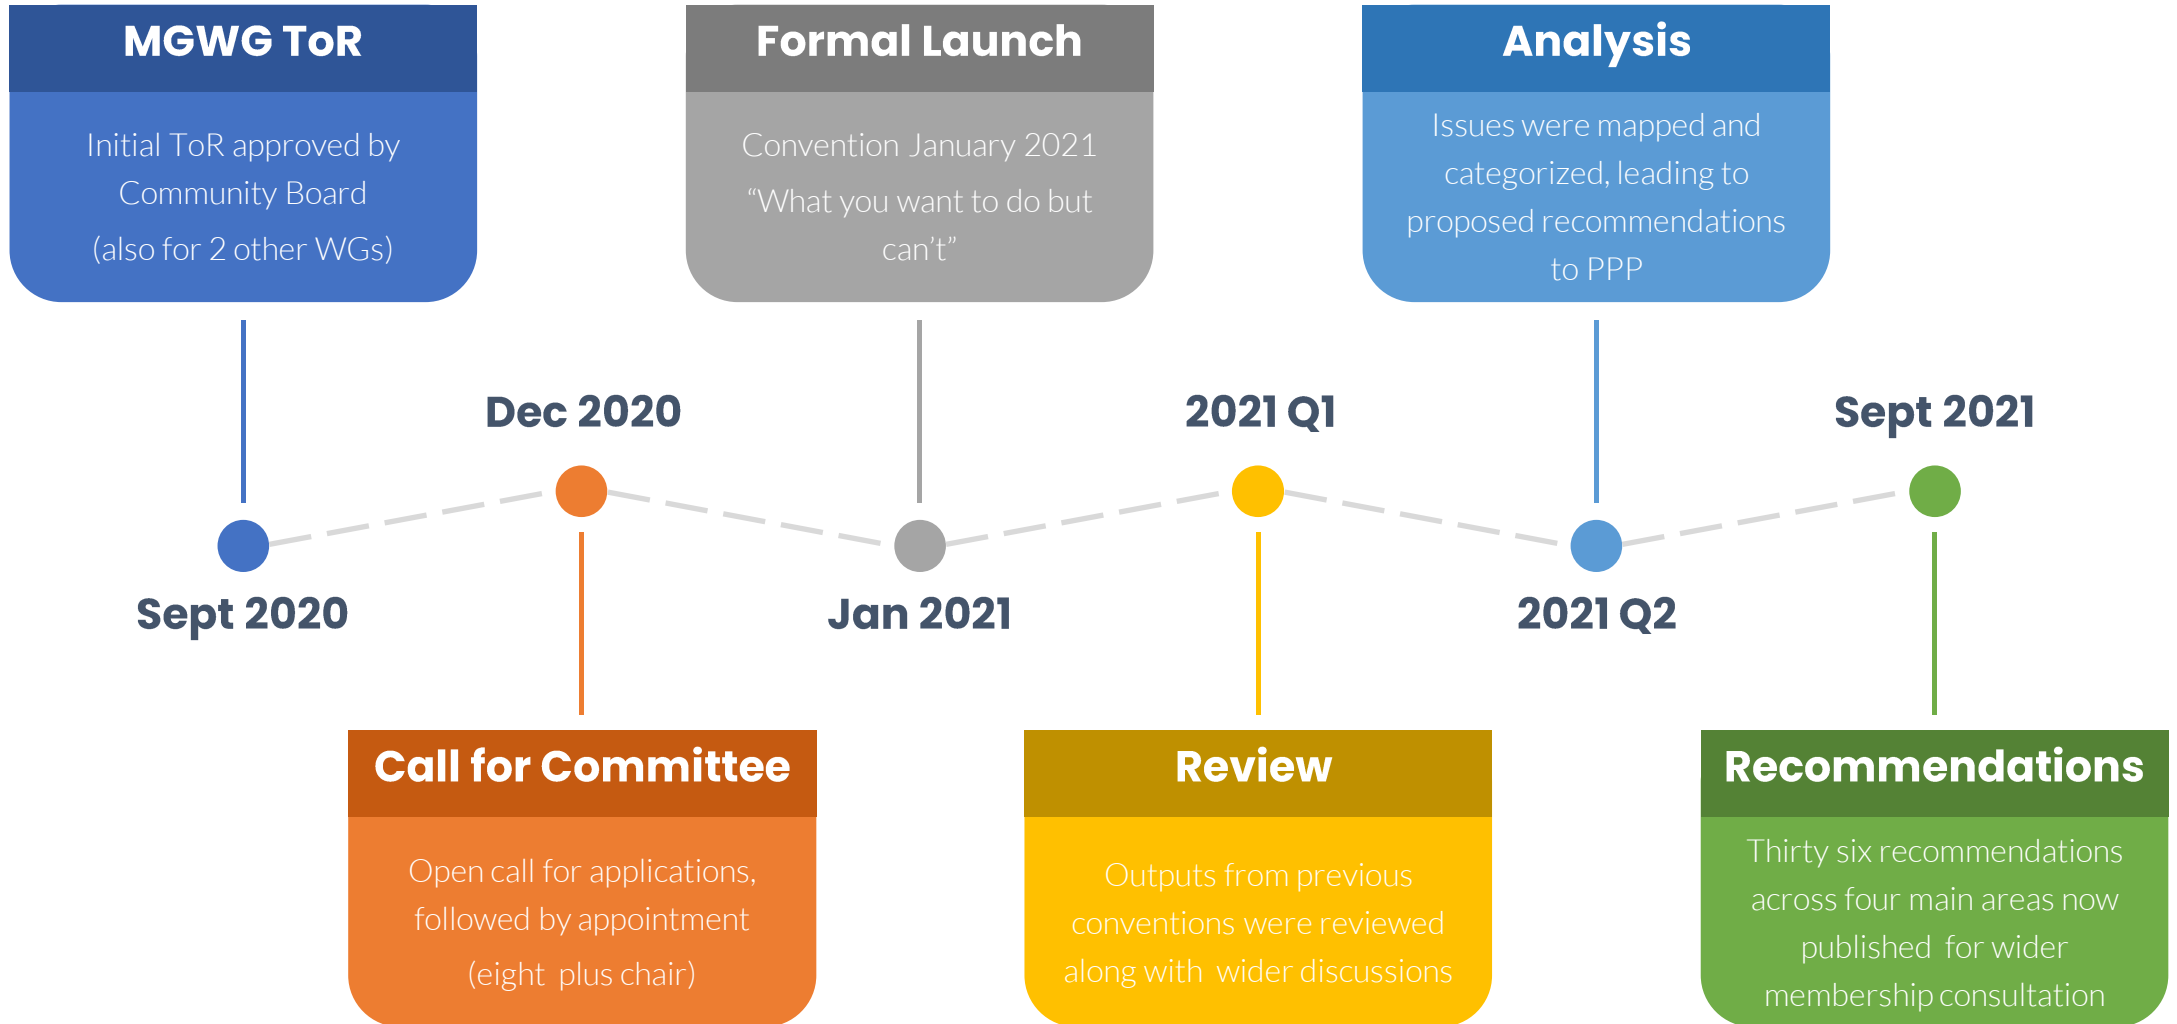 MGWG ToR
Initial ToR approved by
Community Board
(also for 2 other WGs)
Sept 2020
Dec 2020
Call for Committee
Open call for applications,
followed by appointment
(eight plus chair)
Formal Launch
Convention January 2021
“What you want to do but
can’t”
Jan 2021
2021 Q1
Review
Outputs from previous
conventions were reviewed
along with wider discussions
Analysis
Issues were mapped and
categorized, leading to
proposed recommendations
to PPP
2021 Q2
Sept 2021
Recommendations
Thirty six recommendations
across four main areas now
published for wider
membership consultation